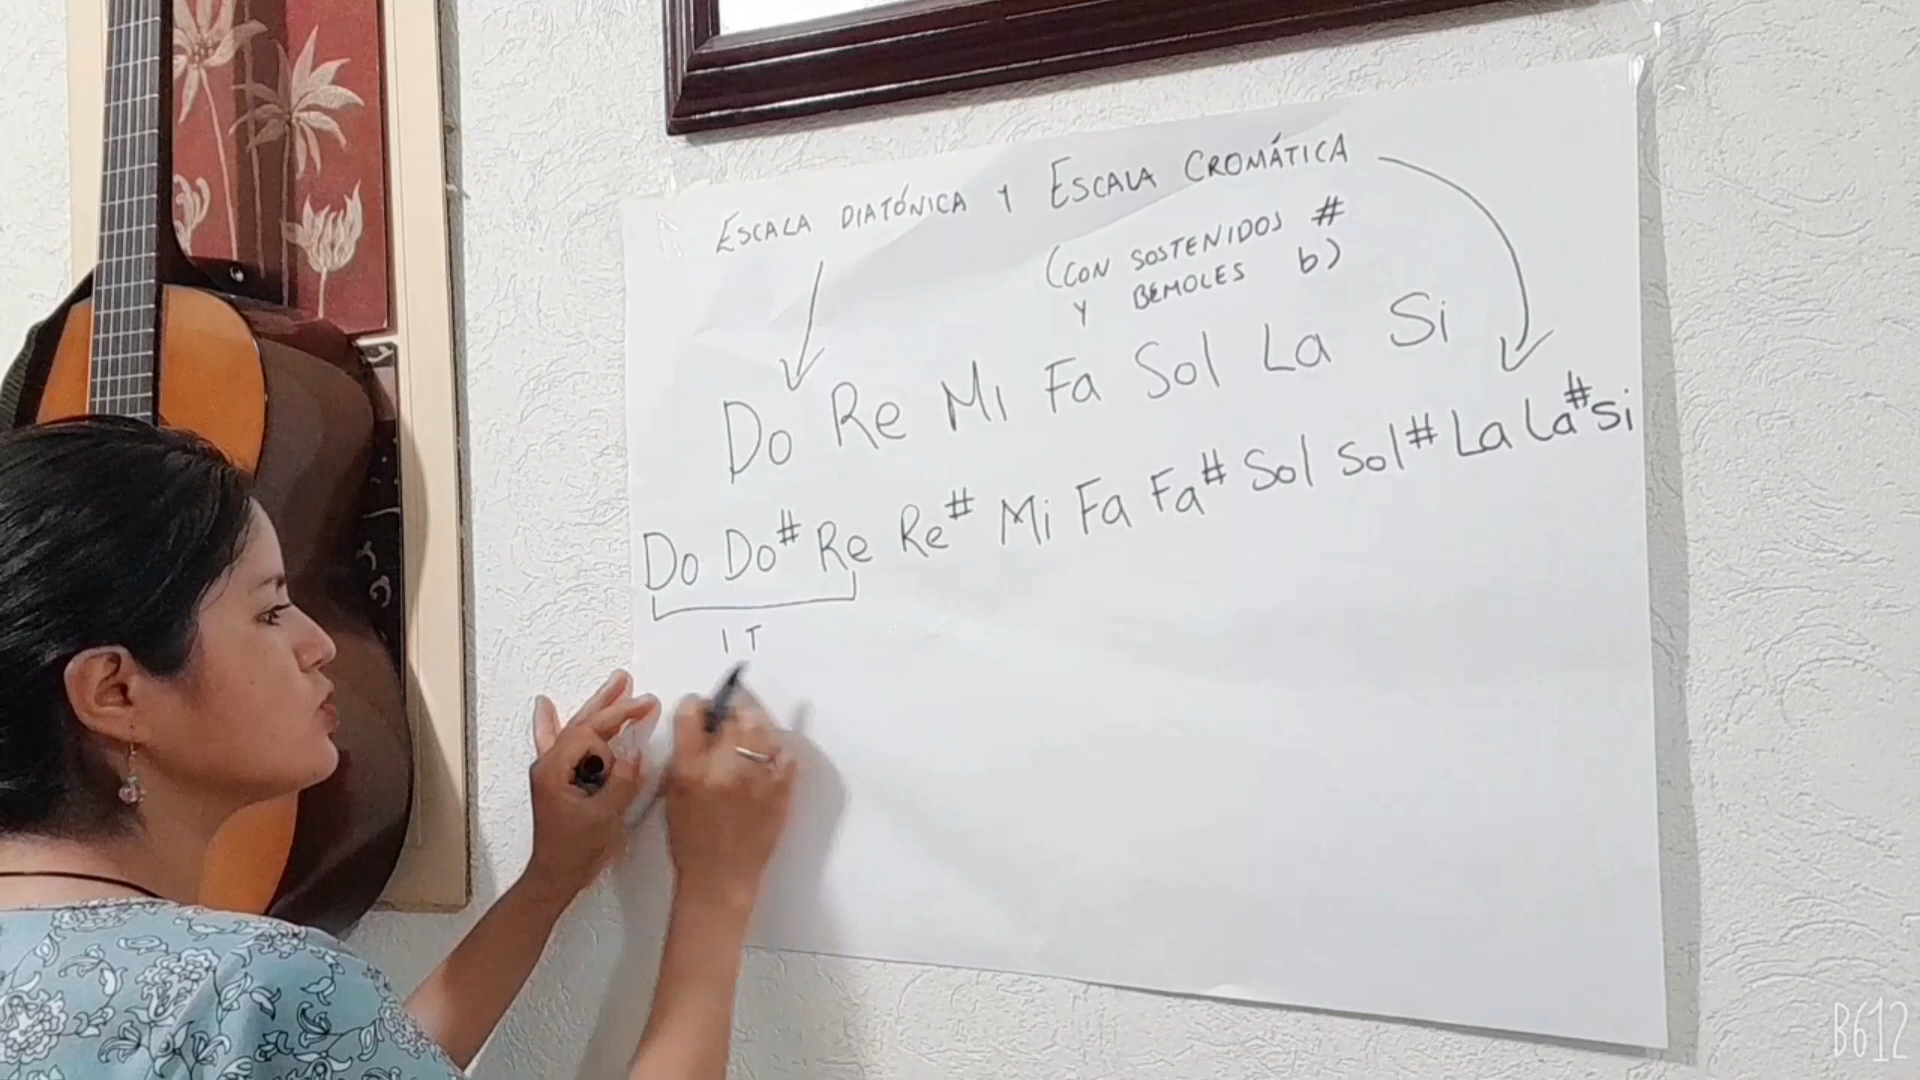 ESCALA DIATÓNICA Y ESCALA CROMÁTICA
(CON SOSTENIDOS #
Y BEMOLES b)
Do Re Mi Fa Sol La Si
Do Do# Re Re# Mi Fa Fa# Sol Sol# La La# Si
1 T
B612